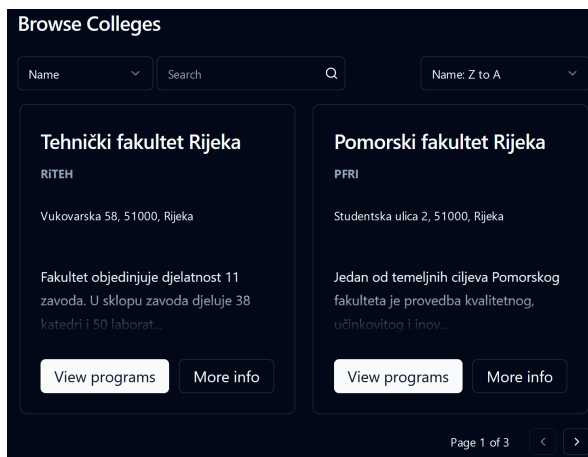 Browse Colleges
Name
Search
Name: Z to A
Tehnički fakultet Rijeka
RiTEH
Vukovarska 58, 51000, Rijeka
Fakultet objedinjuje djelatnost 11
zavoda. U sklopu zavoda djeluje 38
katedri i 50 laborat...
View programs
More info
Pomorski fakultet Rijeka
PFRI
Studentska ulica 2, 51000, Rijeka
Jedan od temeljnih ciljeva Pomorskog
fakulteta je provedba kvalitetnog,
učinkovitog i inov...
View programs
More info
Page 1 of 3